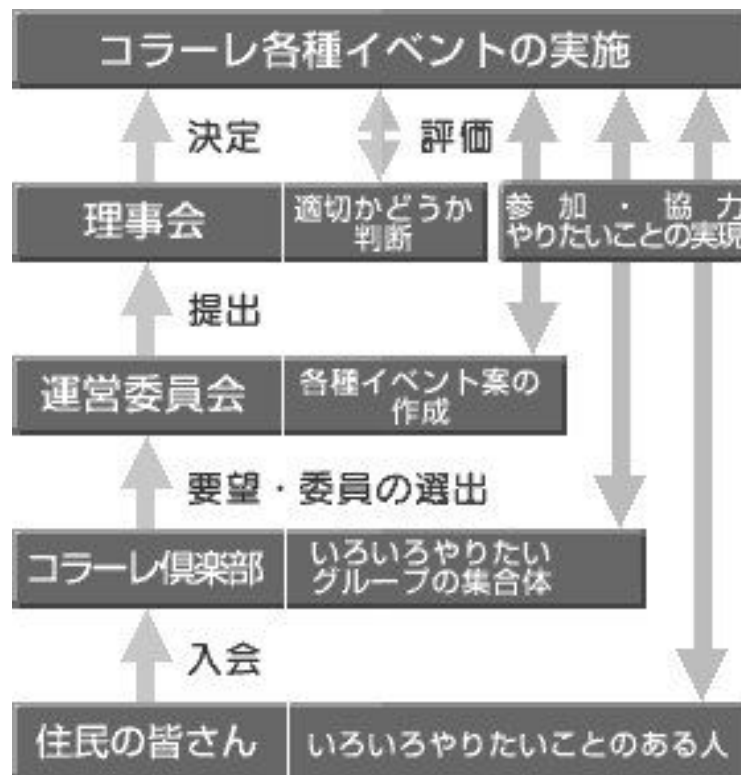 コラーレ各種イベントの実施
決定
評価
理事会
適切かどうか
判断
参加・協力
やりたいことの実現
提出
運営委員会
各種イベント案の
作成
要望・委員の選出
コラーレ倶楽部
いろいろやりたい
グループの集合体
入会
住民の皆さん
いろいろやりたいことのある人